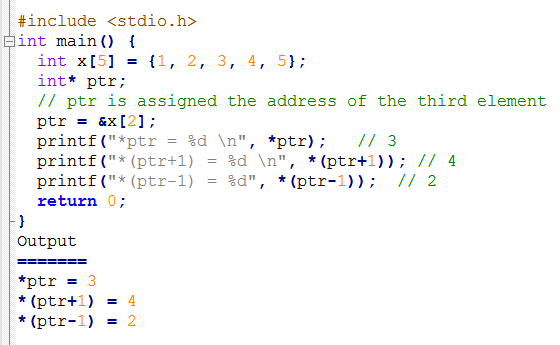 #include <stdio.h>
int main() {
  int x[5] = {1, 2, 3, 4, 5};
  int* ptr;
  // ptr is assigned the address of the third element
  ptr = &x[2];
  printf("*ptr = %d \n", *ptr);   // 3
  printf("*(ptr+1) = %d \n", *(ptr+1)); // 4
  printf("*(ptr-1) = %d", *(ptr-1));  // 2
  return 0;
}
Output
=======
*ptr = 3
*(ptr+1) = 4
*(ptr-1) = 2